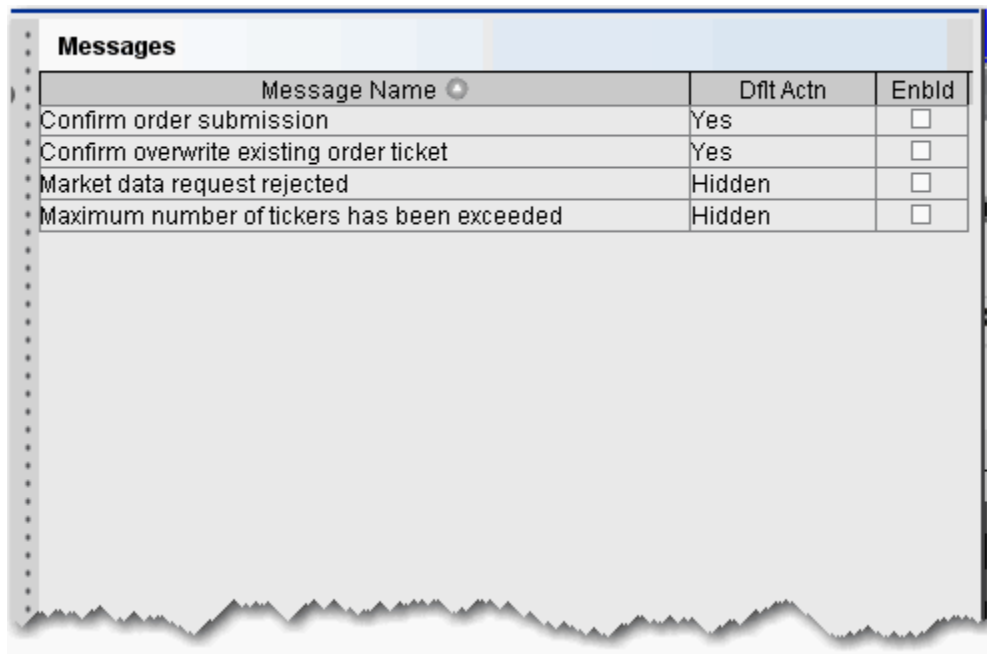 Messages
Message Name Dflt Actn Enbld
Confirm order submission Yes
Confirm overwrite existing order ticket Yes
Market data request rejected Hidden
Maximum number of tickers has been exceeded Hidden